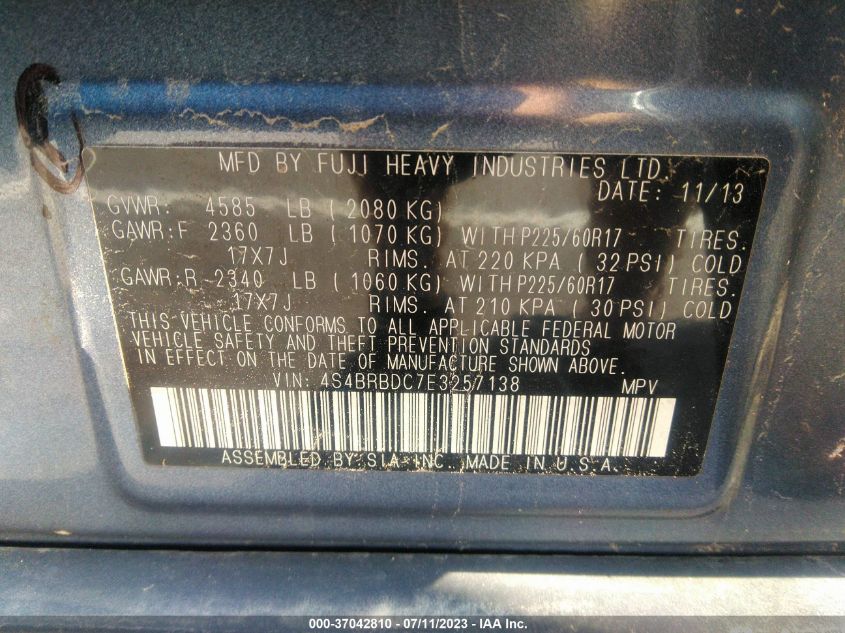 MFD BY FUJI HEAVY INDUSTRIES LTD.
DATE: 11/13
GVWR: 4585 LB ( 2080 KG)
GAWR:F 2360 LB ( 1070 KG) WITHP225/60R17 TIRES.
17X7J RIMS. AT 220 KPA ( 32 PSI) COLD
GAWR:R 2340 LB ( 1060 KG) WITHP225/60R17 TIRES.
17X7J RIMS. AT 210 KPA ( 30 PSI) COLD
THIS VEHICLE CONFORMS TO ALL APPLICABLE FEDERAL MOTOR
VEHICLE SAFETY AND THEFT PREVENTION STANDARDS
IN EFFECT ON THE DATE OF MANUFACTURE SHOWN ABOVE.
VIN: 4S4BRBDC7E3257138 MPV
ASSEMBLED BY SIA INC. MADE IN U.S.A.
000-37042810 - 07/11/2023 - IAA Inc.